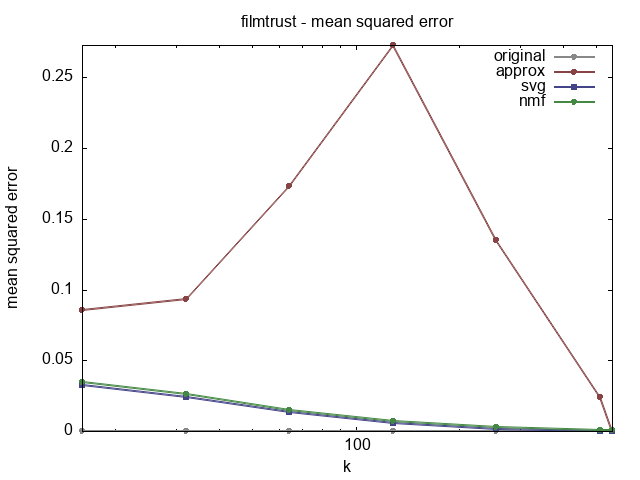 filmtrust - mean squared error
original
approx
svg
nmf
0.25
0.2
0.15
0.1
0.05
0
mean squared error
100
k